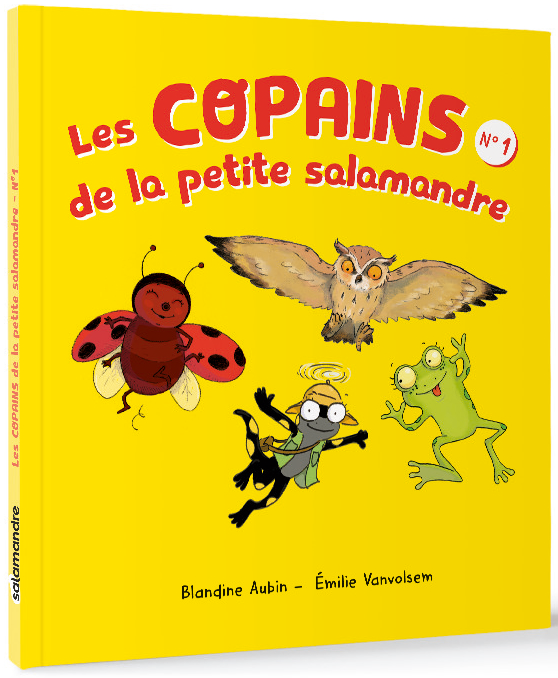 Les COPAINS N° 1
de la petite salamandre
Blandine Aubin – Émilie Vanvolsem
Les COPAINS de la petite salamandre – N°1
salamandre